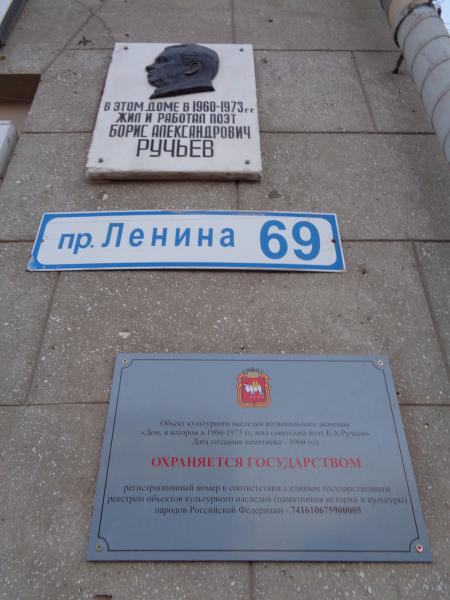 В ЭТОМ ДОМЕ В 1960-1973 г.г.
ЖИЛ И РАБОТАЛ ПОЭТ
БОРИС АЛЕКСАНДРОВИЧ
РУЧЬЕВ
пр. Ленина 69
Объект культурного наследия регионального значения
«Дом, в котором в 1960-1973 гг. жил советский поэт Б.А.Ручьев»
Дата создания памятника - 1960 год
ОХРАНЯЕТСЯ ГОСУДАРСТВОМ
регистрационный номер в соответствии с единым государственным
реестром объектов культурного наследия (памятников истории и культуры)
народов Российской Федерации - 741610675900005